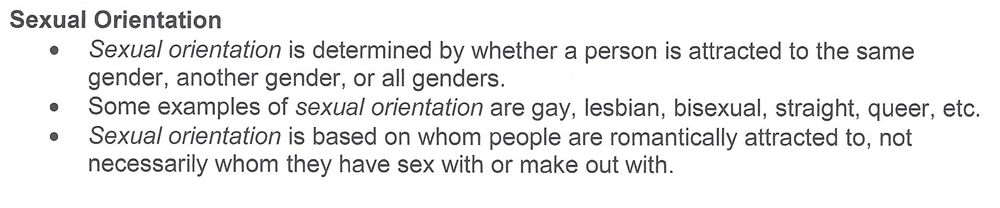 Sexual Orientation
• Sexual orientation is determined by whether a person is attracted to the same
gender, another gender, or all genders.
• Some examples of sexual orientation are gay, lesbian, bisexual, straight, queer, etc.
• Sexual orientation is based on whom people are romantically attracted to, not
necessarily whom they have sex with or make out with.